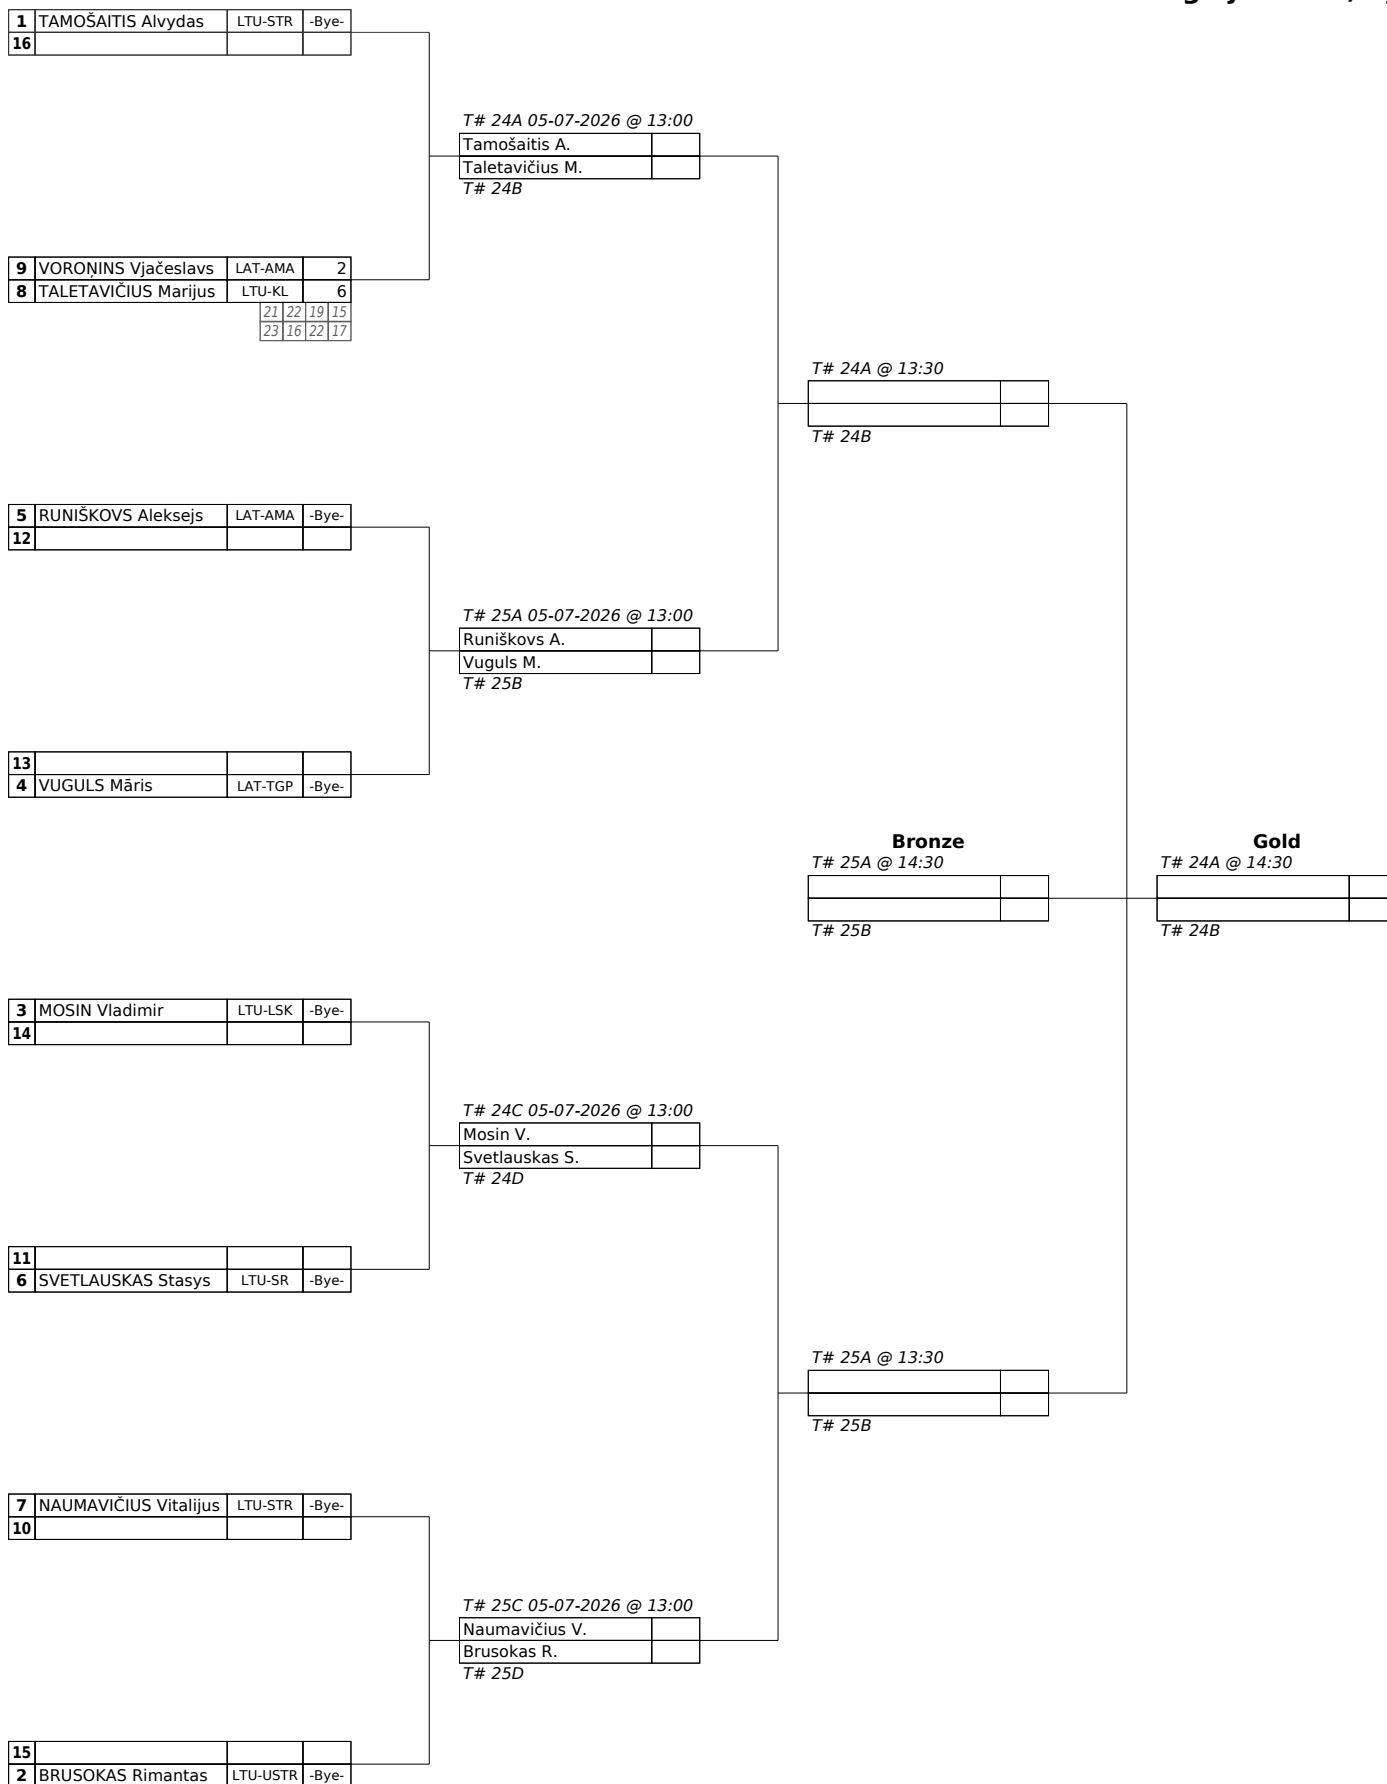 1 TAMOŠAITIS Alvydas LTU-STR -Bye-
16
T# 24A 05-07-2026 @ 13:00
Tamošaitis A.
Taletavičius M.
T# 24B
9 VOROŅINS Vjačeslavs LAT-AMA 2
8 TALETAVIČIUS Marijus LTU-KL 6
21 22 19 15
23 16 22 17
T# 24A @ 13:30
T# 24B
5 RUNIŠKOVS Aleksejs LAT-AMA -Bye-
12
T# 25A 05-07-2026 @ 13:00
Runiškovs A.
Vuguls M.
T# 25B
13
4 VUGULS Māris LAT-TGP -Bye-
Bronze
T# 25A @ 14:30
T# 25B
Gold
T# 24A @ 14:30
T# 24B
3 MOSIN Vladimir LTU-LSK -Bye-
14
T# 24C 05-07-2026 @ 13:00
Mosin V.
Svetlauskas S.
T# 24D
11
6 SVETLAUSKAS Stasys LTU-SR -Bye-
T# 25A @ 13:30
T# 25B
7 NAUMAVIČIUS Vitalijus LTU-STR -Bye-
10
T# 25C 05-07-2026 @ 13:00
Naumavičius V.
Brusokas R.
T# 25D
15
2 BRUSOKAS Rimantas LTU-USTR -Bye-